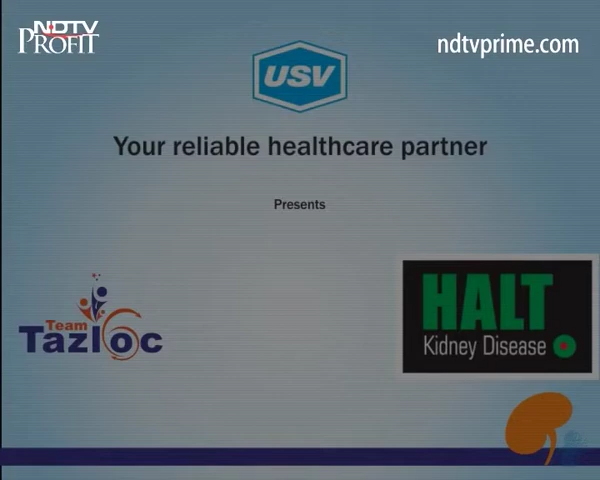 NDTV
PROFIT
ndtvprime.com
USV
Your reliable healthcare partner
Presents
Team
Tazloc
HALT
Kidney Disease